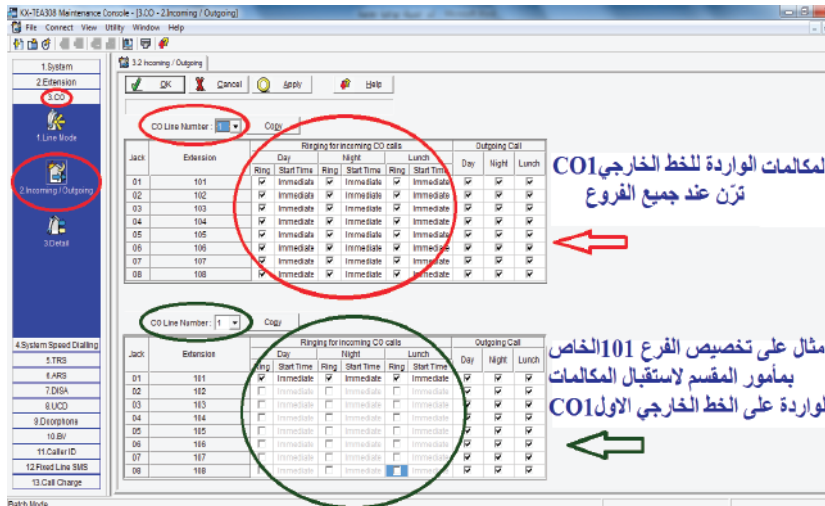 KX-TEA308 Maintenance Console - [3.CO - 2.Incoming / Outgoing]
File Connect View Utility Window Help
1.System
2.Extension
3.CO
1.Line Mode
2.Incoming / Outgoing
3.Detail
4.System Speed Dialling
5.TRS
6.ARS
7.DISA
8.UCD
9.Doorphone
10.BV
11.Caller ID
12.Fixed Line SMS
13.Call Charge
3.2 Incoming / Outgoing
OK Cancel Apply Help
CO Line Number : 1 Copy
Ringing for incoming CO calls Outgoing Call
Jack Extension Day Night Lunch Day Night Lunch
Ring Start Time Ring Start Time Ring Start Time
01 101 Immediate Immediate Immediate
02 102 Immediate Immediate Immediate
03 103 Immediate Immediate Immediate
04 104 Immediate Immediate Immediate
05 105 Immediate Immediate Immediate
06 106 Immediate Immediate Immediate
07 107 Immediate Immediate Immediate
08 108 Immediate Immediate Immediate
المكالمات الواردة للخط الخارجي CO1
ترّن عند جميع الفروع
CO Line Number : 1 Copy
Ringing for incoming CO calls Outgoing Call
Jack Extension Day Night Lunch Day Night Lunch
Ring Start Time Ring Start Time Ring Start Time
01 101 Immediate Immediate Immediate
02 102 Immediate Immediate Immediate
03 103 Immediate Immediate Immediate
04 104 Immediate Immediate Immediate
05 105 Immediate Immediate Immediate
06 106 Immediate Immediate Immediate
07 107 Immediate Immediate Immediate
08 108 Immediate Immediate Immediate
مثال على تخصيص الفرع 101الخاص
بمأمور المقسم لاستقبال المكالمات
الواردة على الخط الخارجي الاول CO1
Batch Mode